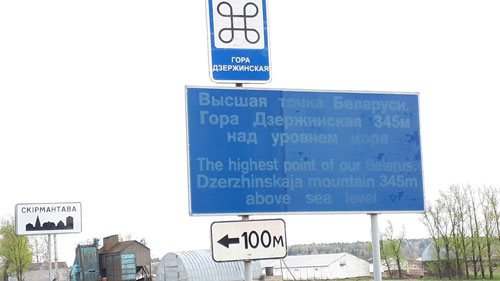 ГОРА
ДЗЕРЖИНСКАЯ
Высшая точка Беларуси.
Гора Дзержинская 345м
над уровнем моря
The highest point of our Belarus.
Dzerzhinskaja mountain 345m
above sea level
СКІРМАНТАВА
100м